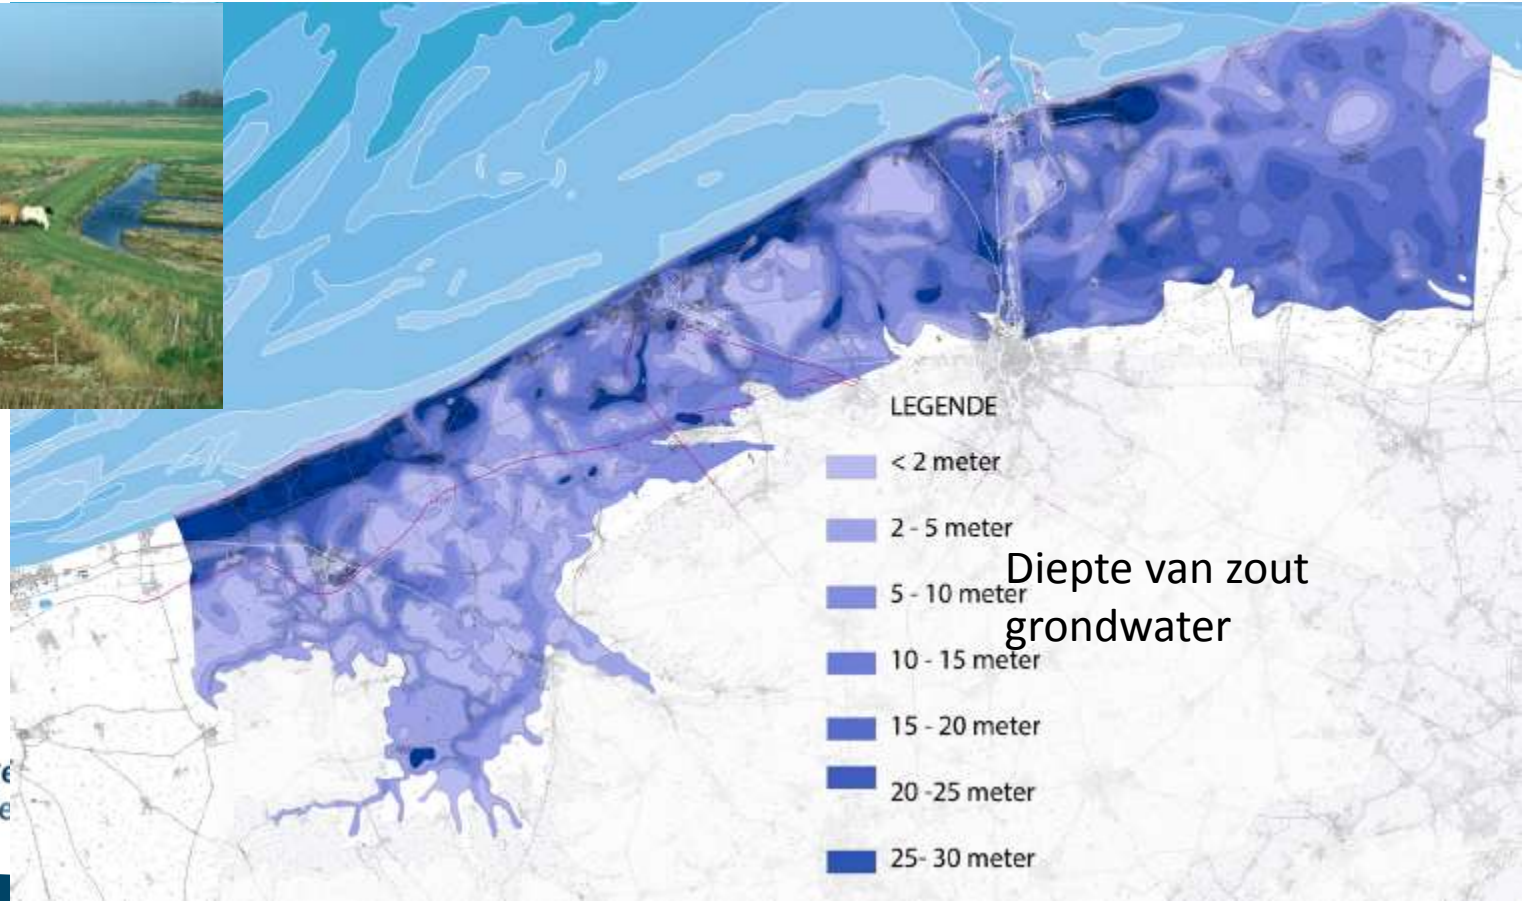 LEGENDE
< 2 meter
2 - 5 meter
5 - 10 meter
10 - 15 meter
15 - 20 meter
20 -25 meter
25- 30 meter
Diepte van zout
grondwater